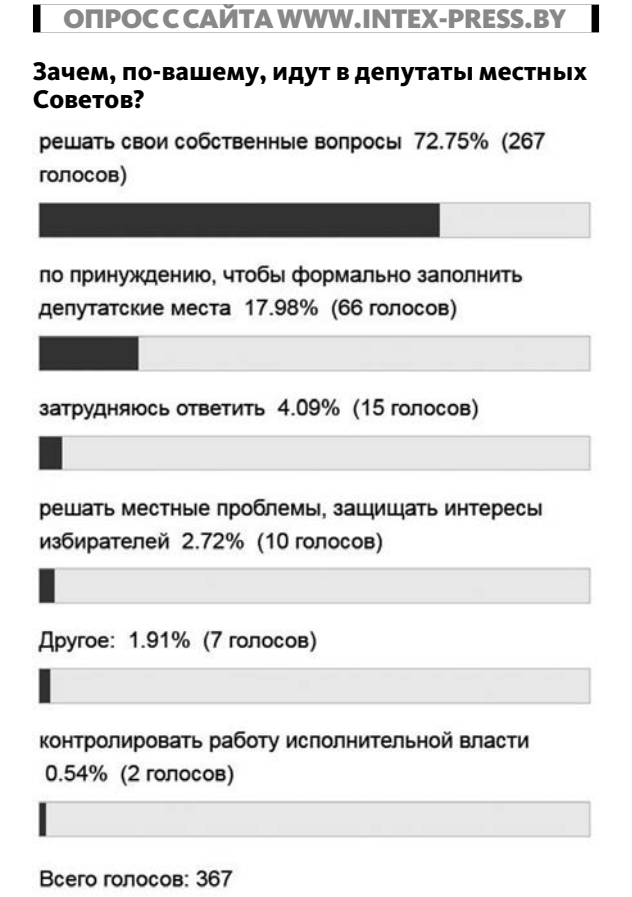 ОПРОС С САЙТА WWW.INTEX-PRESS.BY
Зачем, по-вашему, идут в депутаты местных
Советов?
решать свои собственные вопросы 72.75% (267
голосов)
по принуждению, чтобы формально заполнить
депутатские места 17.98% (66 голосов)
затрудняюсь ответить 4.09% (15 голосов)
решать местные проблемы, защищать интересы
избирателей 2.72% (10 голосов)
Другое: 1.91% (7 голосов)
контролировать работу исполнительной власти
0.54% (2 голосов)
Всего голосов: 367